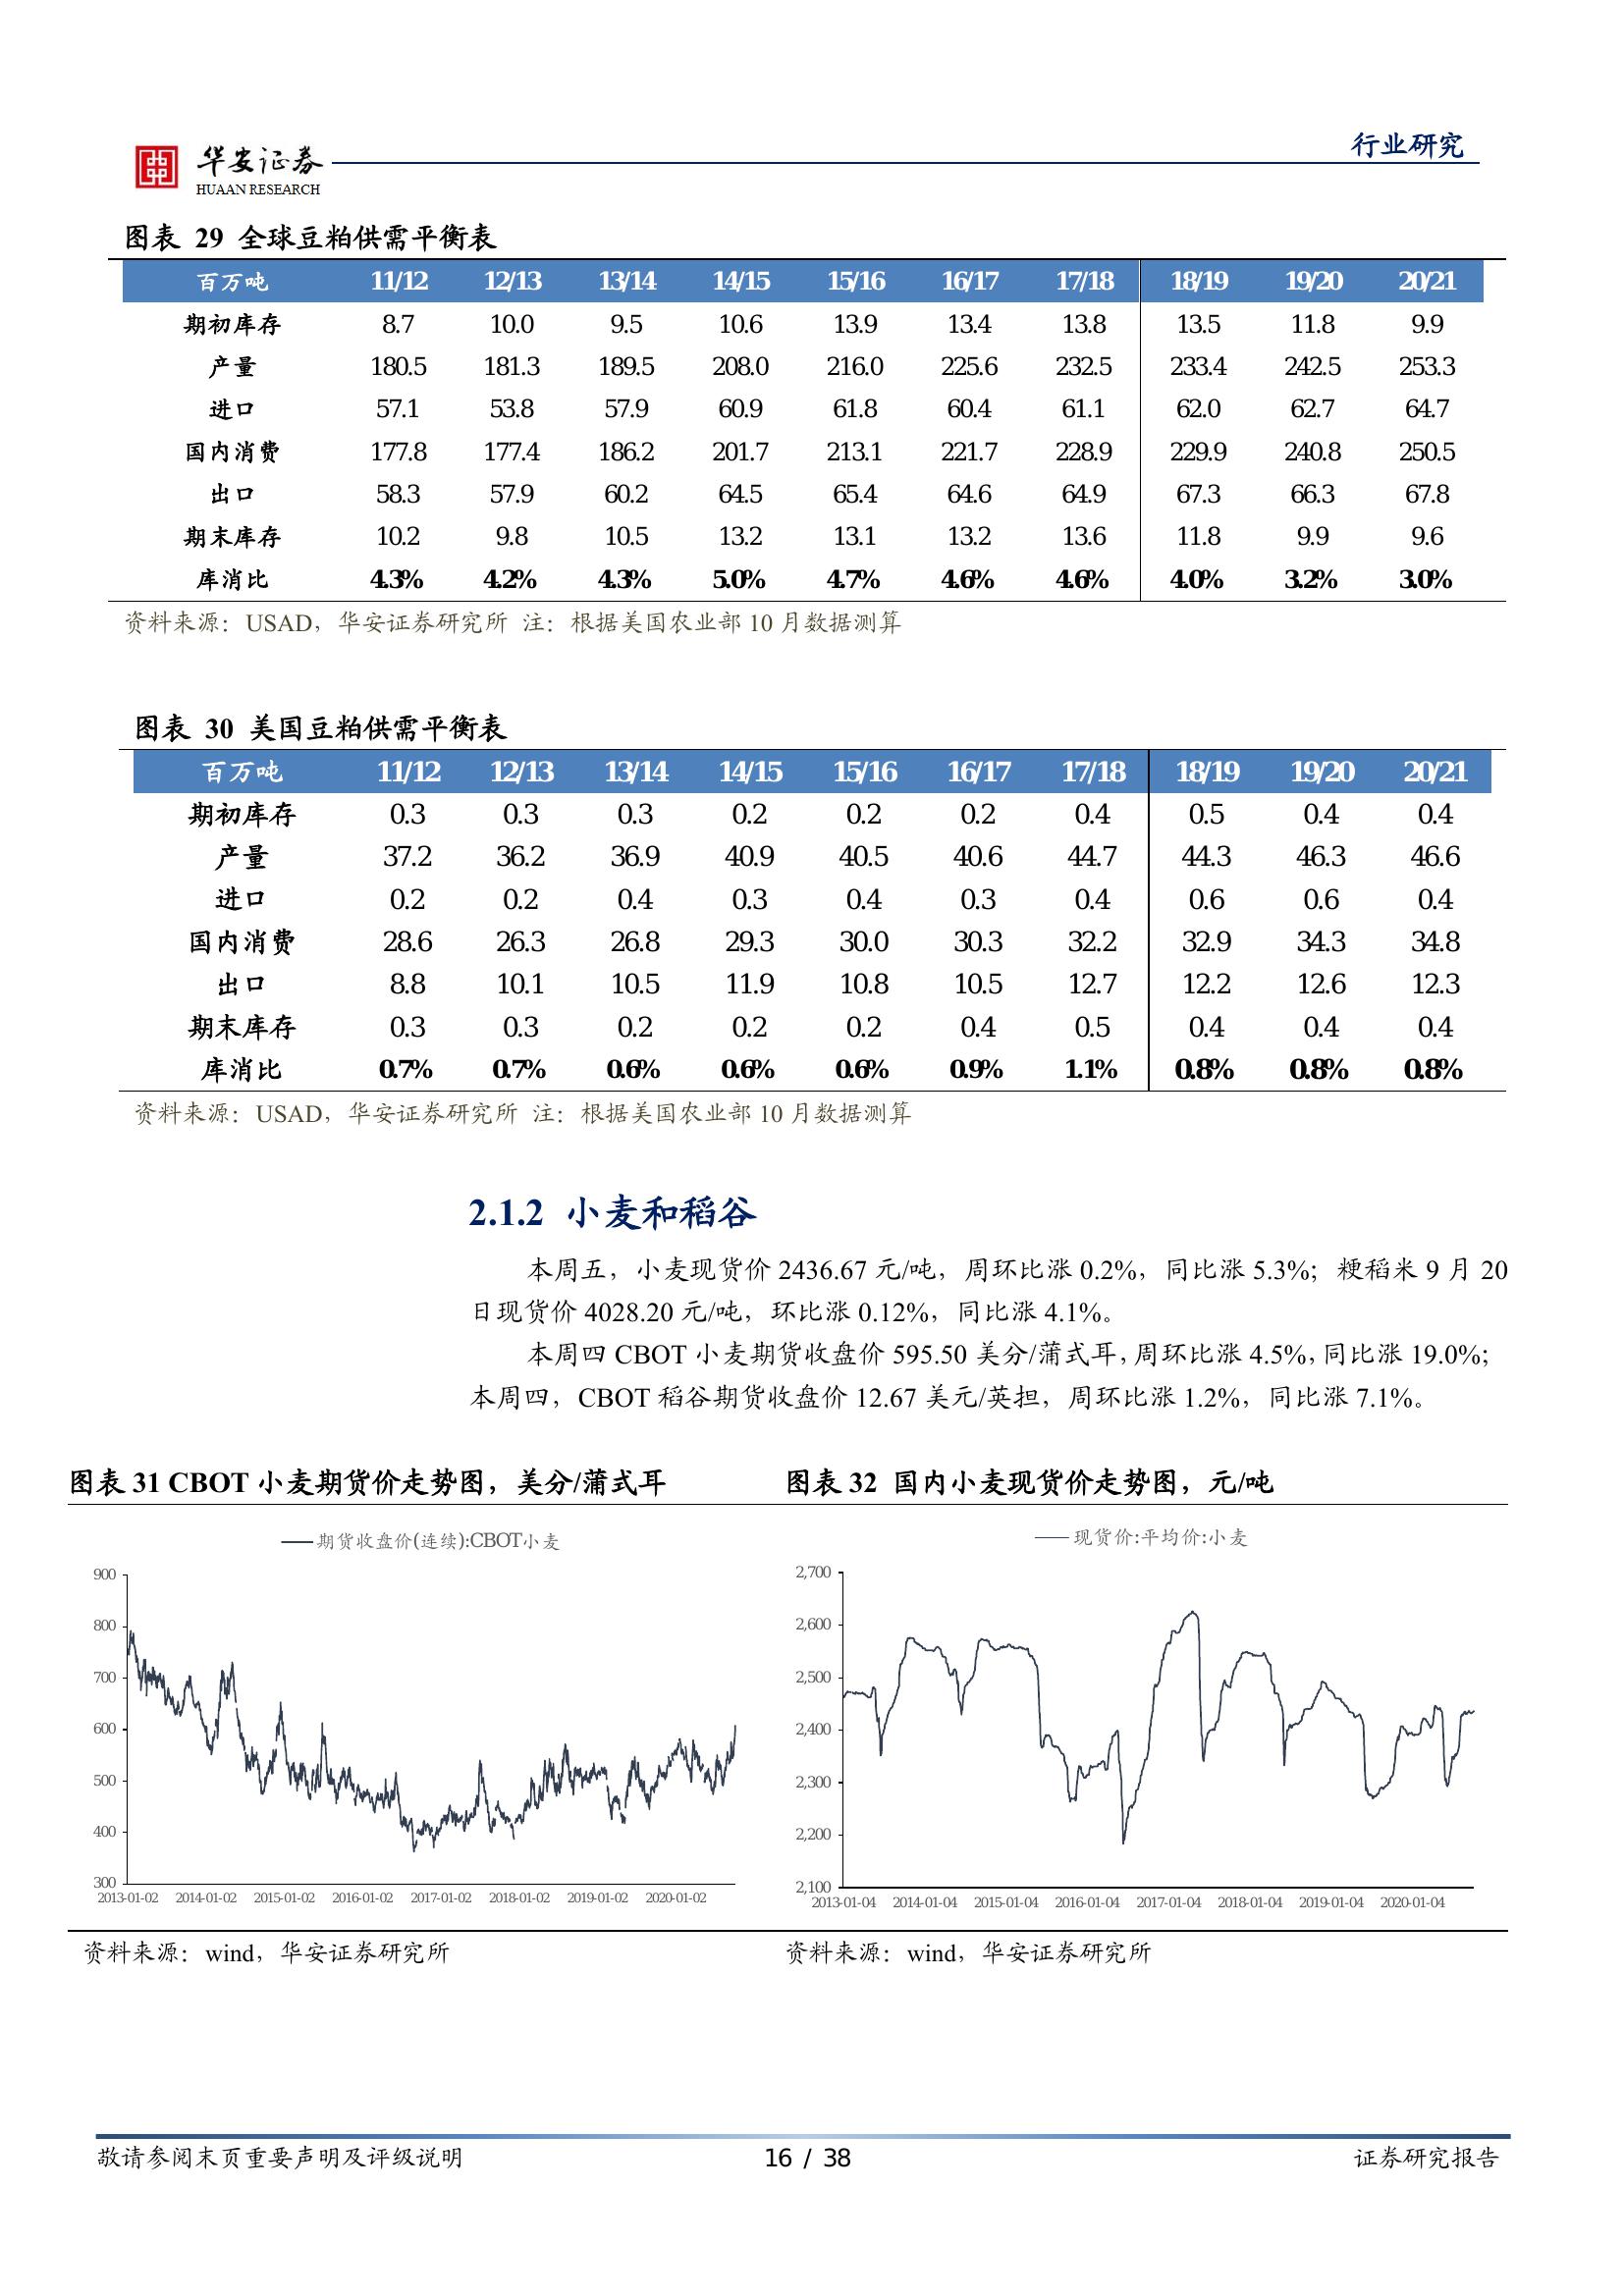 行业研究
华安证券
HUAAN RESEARCH
图表 29 全球豆粕供需平衡表
百万吨 11/12 12/13 13/14 14/15 15/16 16/17 17/18 18/19 19/20 20/21
期初库存 8.7 10.0 9.5 10.6 13.9 13.4 13.8 13.5 11.8 9.9
产量 180.5 181.3 189.5 208.0 216.0 225.6 232.5 233.4 242.5 253.3
进口 57.1 53.8 57.9 60.9 61.8 60.4 61.1 62.0 62.7 64.7
国内消费 177.8 177.4 186.2 201.7 213.1 221.7 228.9 229.9 240.8 250.5
出口 58.3 57.9 60.2 64.5 65.4 64.6 64.9 67.3 66.3 67.8
期末库存 10.2 9.8 10.5 13.2 13.1 13.2 13.6 11.8 9.9 9.6
库消比 4.3% 4.2% 4.3% 5.0% 4.7% 4.6% 4.6% 4.0% 3.2% 3.0%
资料来源：USAD，华安证券研究所 注：根据美国农业部 10 月数据测算
图表 30 美国豆粕供需平衡表
百万吨 11/12 12/13 13/14 14/15 15/16 16/17 17/18 18/19 19/20 20/21
期初库存 0.3 0.3 0.3 0.2 0.2 0.2 0.4 0.5 0.4 0.4
产量 37.2 36.2 36.9 40.9 40.5 40.6 44.7 44.3 46.3 46.6
进口 0.2 0.2 0.4 0.3 0.4 0.3 0.4 0.6 0.6 0.4
国内消费 28.6 26.3 26.8 29.3 30.0 30.3 32.2 32.9 34.3 34.8
出口 8.8 10.1 10.5 11.9 10.8 10.5 12.7 12.2 12.6 12.3
期末库存 0.3 0.3 0.2 0.2 0.2 0.4 0.5 0.4 0.4 0.4
库消比 0.7% 0.7% 0.6% 0.6% 0.6% 0.9% 1.1% 0.8% 0.8% 0.8%
资料来源：USAD，华安证券研究所 注：根据美国农业部 10 月数据测算
2.1.2 小麦和稻谷
本周五，小麦现货价 2436.67 元/吨，周环比涨 0.2%，同比涨 5.3%；粳稻米 9 月 20
日现货价 4028.20 元/吨，环比涨 0.12%，同比涨 4.1%。
本周四 CBOT 小麦期货收盘价 595.50 美分/蒲式耳，周环比涨 4.5%，同比涨 19.0%；
本周四，CBOT 稻谷期货收盘价 12.67 美元/英担，周环比涨 1.2%，同比涨 7.1%。
图表 31 CBOT 小麦期货价走势图，美分/蒲式耳
期货收盘价(连续):CBOT小麦
900
800
700
600
500
400
300
2013-01-02 2014-01-02 2015-01-02 2016-01-02 2017-01-02 2018-01-02 2019-01-02 2020-01-02
资料来源：wind，华安证券研究所
图表 32 国内小麦现货价走势图，元/吨
现货价:平均价:小麦
2,700
2,600
2,500
2,400
2,300
2,200
2,100
2013-01-04 2014-01-04 2015-01-04 2016-01-04 2017-01-04 2018-01-04 2019-01-04 2020-01-04
资料来源：wind，华安证券研究所
敬请参阅末页重要声明及评级说明 16 / 38 证券研究报告